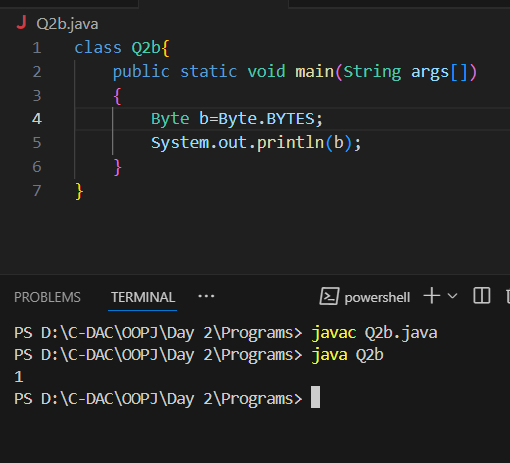 J Q2b.java
1 class Q2b{
2 public static void main(String args[])
3 {
4 Byte b=Byte.BYTES;
5 System.out.println(b);
6 }
7 }
PROBLEMS TERMINAL ··· powershell
PS D:\C-DAC\OOPJ\Day 2\Programs> javac Q2b.java
PS D:\C-DAC\OOPJ\Day 2\Programs> java Q2b
1
PS D:\C-DAC\OOPJ\Day 2\Programs>